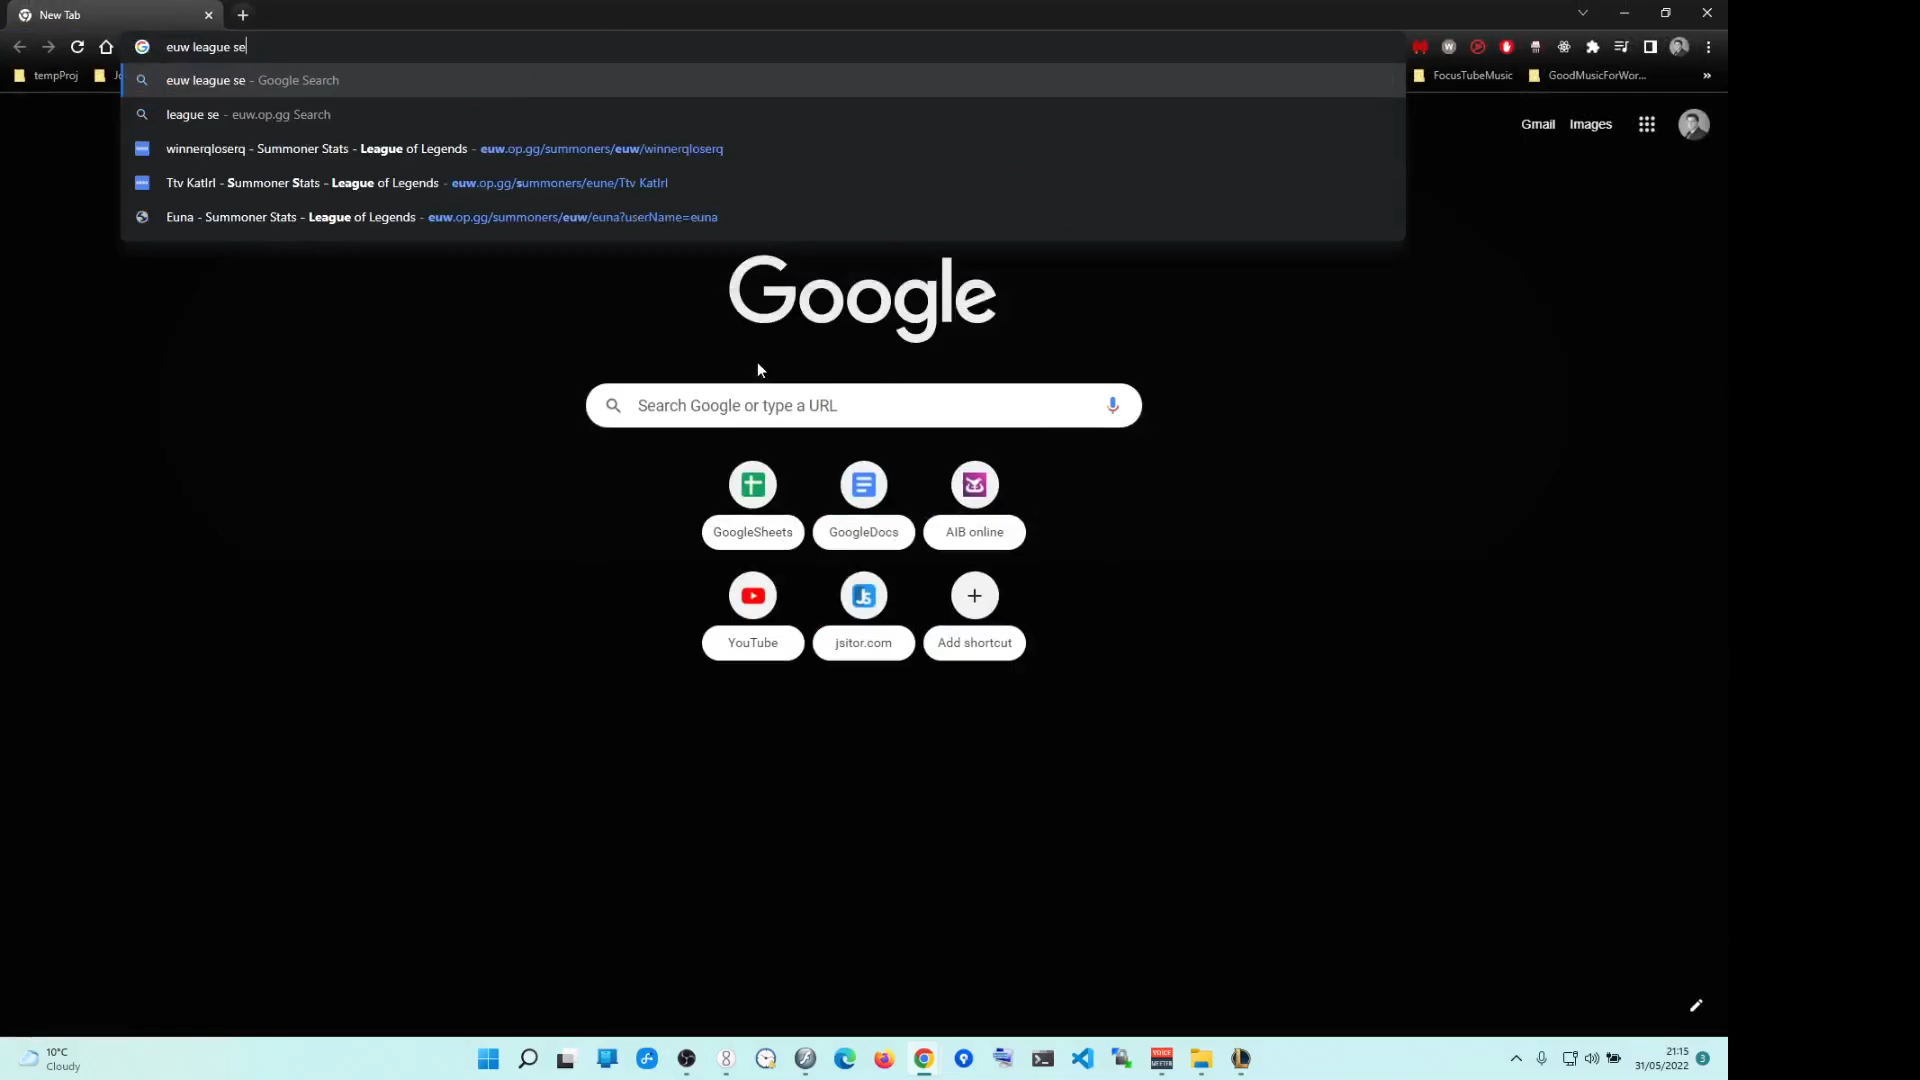 New Tab
euw league se
tempProj
FocusTubeMusic
GoodMusicForWor...
»
euw league se - Google Search
league se - euw.op.gg Search
winnerqloserq - Summoner Stats - League of Legends - euw.op.gg/summoners/euw/winnerqloserq
Ttv KatIrl - Summoner Stats - League of Legends - euw.op.gg/summoners/eune/Ttv KatIrl
Euna - Summoner Stats - League of Legends - euw.op.gg/summoners/euw/euna?userName=euna
Gmail Images
Google
Search Google or type a URL
GoogleSheets GoogleDocs AIB online
YouTube jsitor.com Add shortcut
10°C
Cloudy
21:15
31/05/2022
3